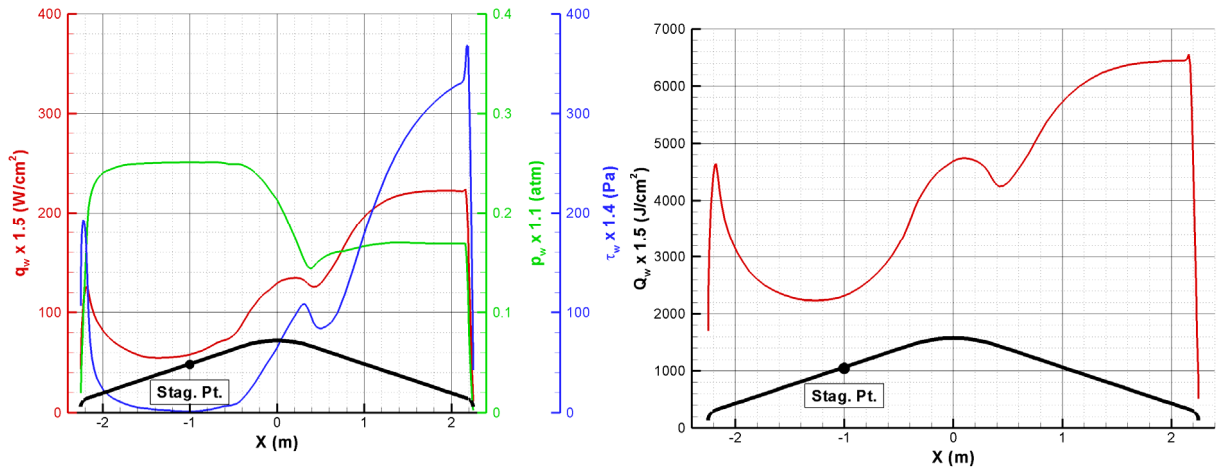 400
300
200
100
0
q_w x 1.5 (W/cm²)
0.4
0.3
0.2
0.1
0
p_w x 1.1 (atm)
400
300
200
100
0
τ_w x 1.4 (Pa)
Stag. Pt.
-2 -1 0 1 2
X (m)
7000
6000
5000
4000
3000
2000
1000
0
Q_w x 1.5 (J/cm²)
Stag. Pt.
-2 -1 0 1 2
X (m)